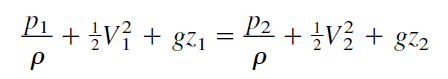 p₁/ρ + ½V₁² + gz₁ = p₂/ρ + ½V₂² + gz₂